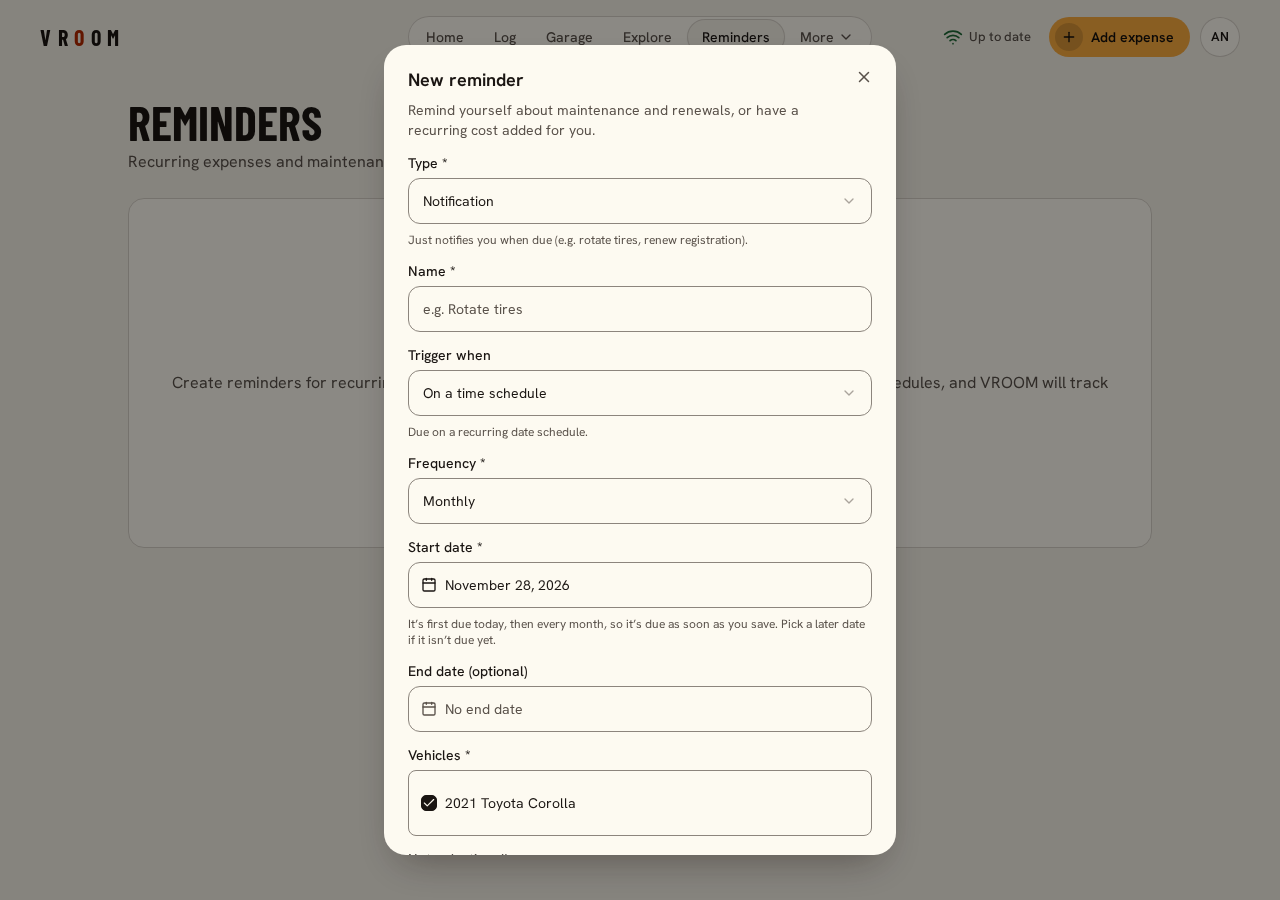 VROOM
Home
Log
Garage
Explore
Reminders
More
Up to date
Add expense
AN
REMINDERS
Recurring expenses and maintenan
New reminder
Remind yourself about maintenance and renewals, or have a
recurring cost added for you.
Type *
Notification
Just notifies you when due (e.g. rotate tires, renew registration).
Name *
e.g. Rotate tires
Trigger when
On a time schedule
Due on a recurring date schedule.
Frequency *
Monthly
Start date *
November 28, 2026
It’s first due today, then every month, so it’s due as soon as you save. Pick a later date
if it isn’t due yet.
End date (optional)
No end date
Vehicles *
2021 Toyota Corolla
Create reminders for recurri
edules, and VROOM will track